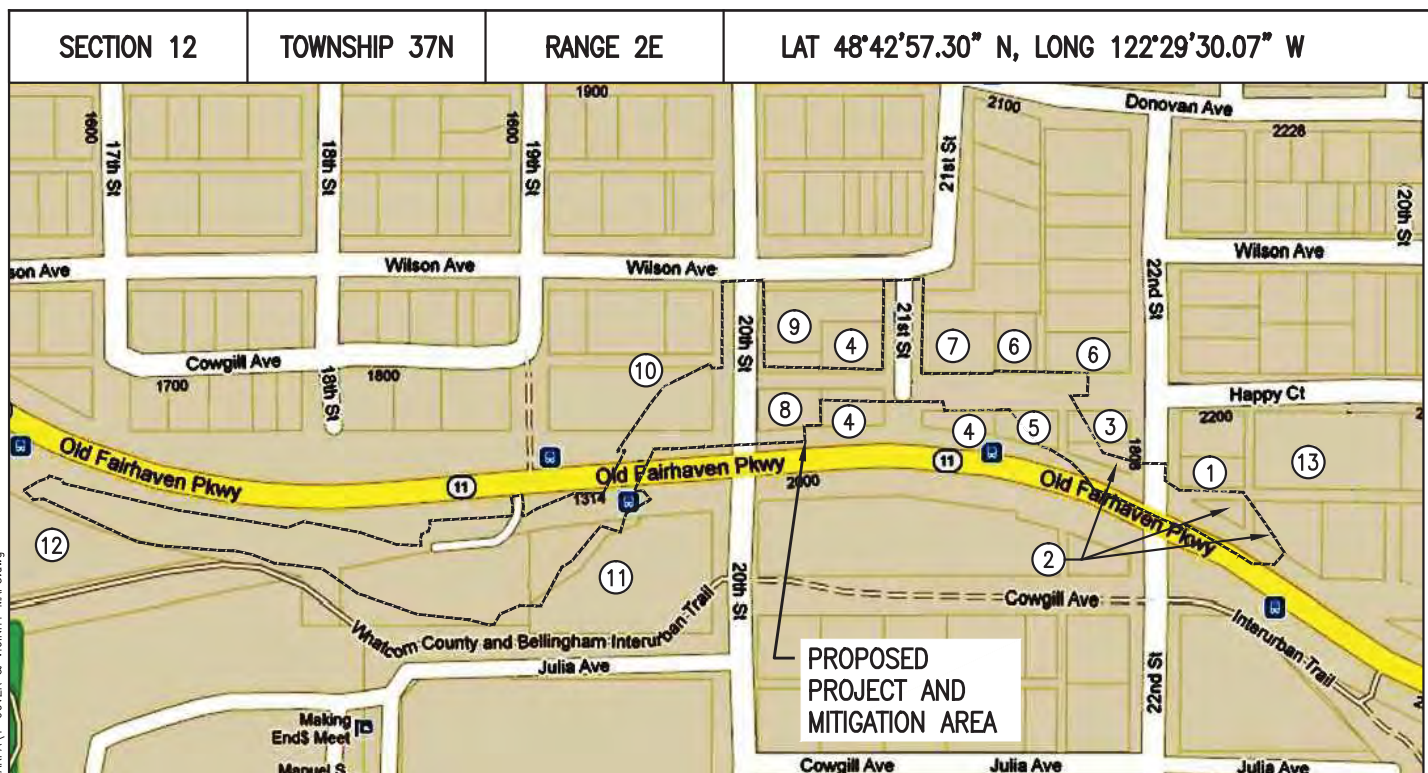 SECTION 12
TOWNSHIP 37N
RANGE 2E
LAT 48°42'57.30" N, LONG 122°29'30.07" W
1900
2100
Donovan Ave
2226
1600
17th St
18th St
1600
19th St
21st St
20th St
son Ave
Wilson Ave
Wilson Ave
Wilson Ave
22nd St
20th St
21st St
9
4
7
6
6
Cowgill Ave
1700
1800
18th St
10
Happy Ct
2200
8
4
4
5
3
1808
1
13
Old Fairhaven Pkwy
11
Old Fairhaven Pkwy
2000
11
Old Fairhaven Pkwy
1314
12
11
2
20th St
Cowgill Ave
Interurban Trail
Whatcom County and Bellingham Interurban Trail
Julia Ave
PROPOSED
PROJECT AND
MITIGATION AREA
22nd St
Making
End$ Meet
Manuel S
Cowgill Ave
Julia Ave
Julia Ave